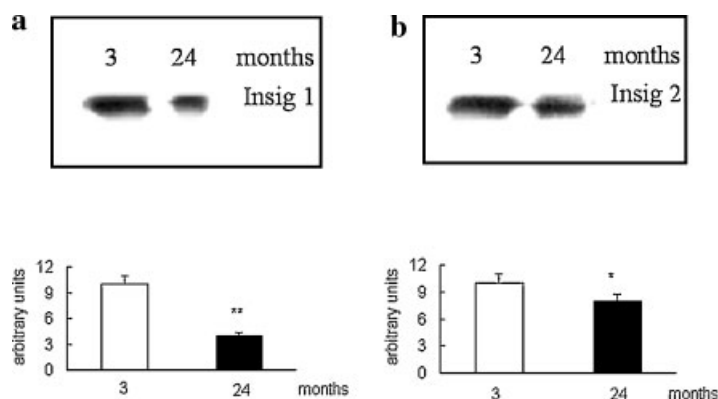 a
3 24 months
Insig 1
b
3 24 months
Insig 2
arbitrary units
12
9
6
3
0
**
3 24 months
arbitrary units
12
9
6
3
0
*
3 24 months